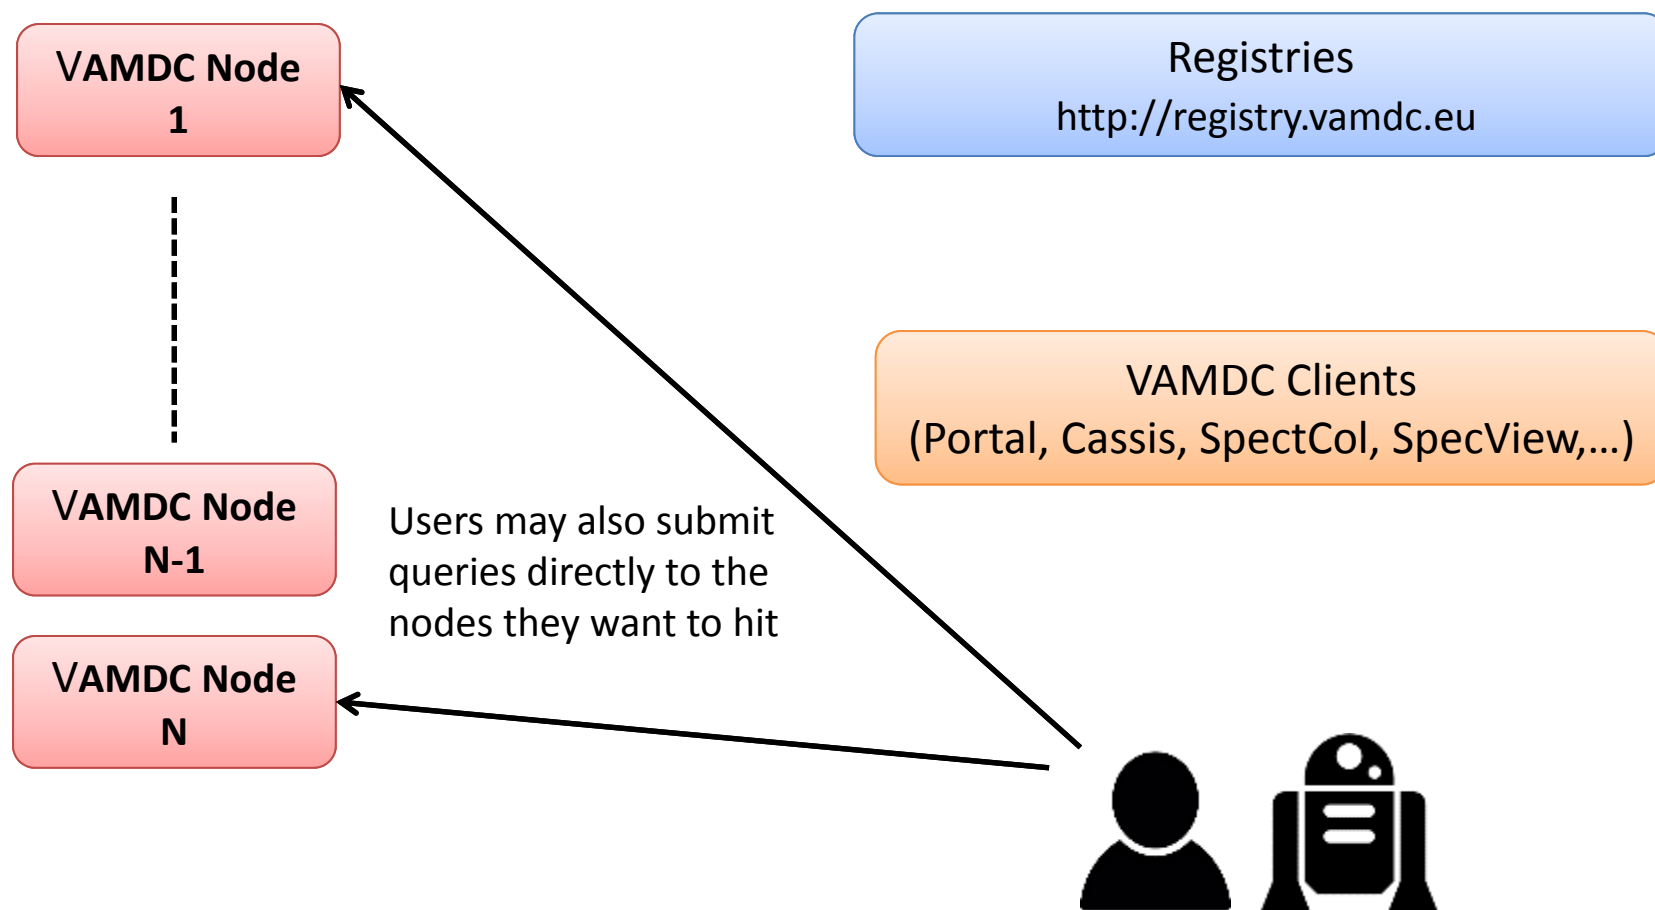 VAMDC Node
1
Registries
http://registry.vamdc.eu
VAMDC Clients
(Portal, Cassis, SpectCol, SpecView,...)
VAMDC Node
N-1
Users may also submit
queries directly to the
nodes they want to hit
VAMDC Node
N